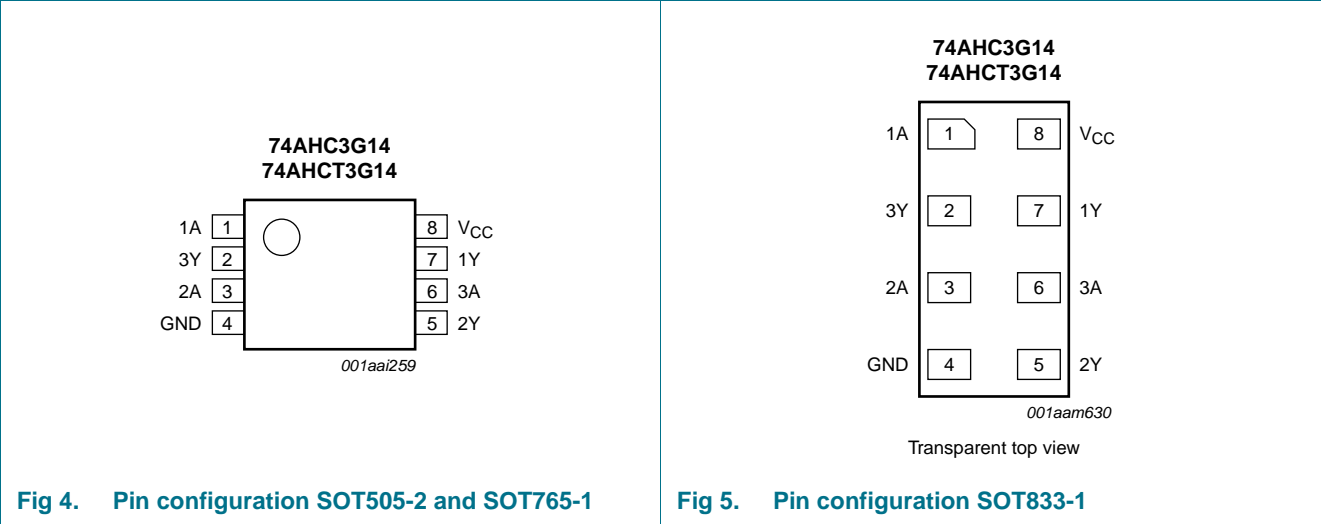 74AHC3G14
74AHCT3G14
1A 1 8 VCC
3Y 2 7 1Y
2A 3 6 3A
GND 4 5 2Y
001aai259
Fig 4. Pin configuration SOT505-2 and SOT765-1
74AHC3G14
74AHCT3G14
1A 1 8 VCC
3Y 2 7 1Y
2A 3 6 3A
GND 4 5 2Y
001aam630
Transparent top view
Fig 5. Pin configuration SOT833-1